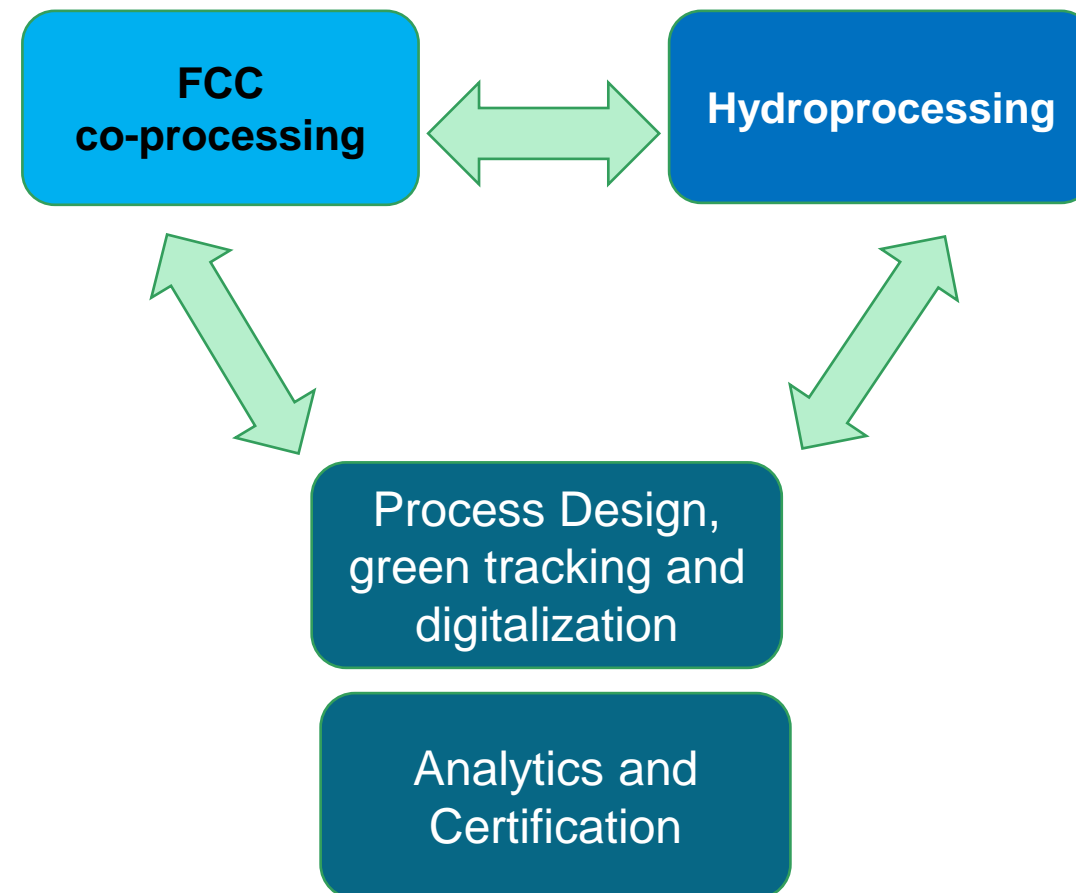 FCC
co-processing
Hydroprocessing
Process Design,
green tracking and
digitalization
Analytics and
Certification